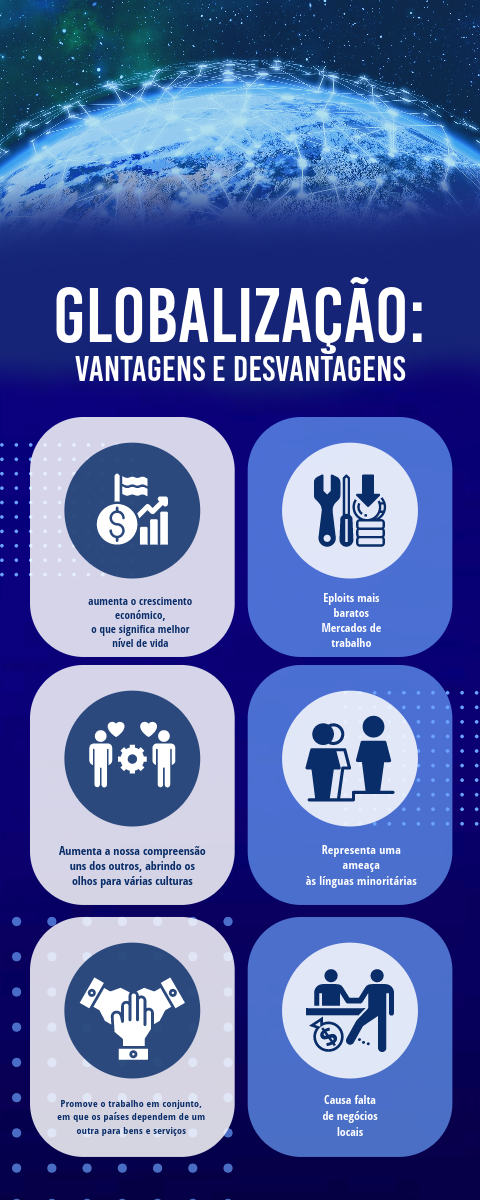 GLOBALIZAÇÃO:
VANTAGENS E DESVANTAGENS
aumenta o crescimento
económico,
o que significa melhor
nível de vida
Eploits mais
baratos
Mercados de
trabalho
Aumenta a nossa compreensão
uns dos outros, abrindo os
olhos para várias culturas
Representa uma
ameaça
às línguas minoritárias
Promove o trabalho em conjunto,
em que os países dependem de um
outra para bens e serviços
Causa falta
de negócios
locais